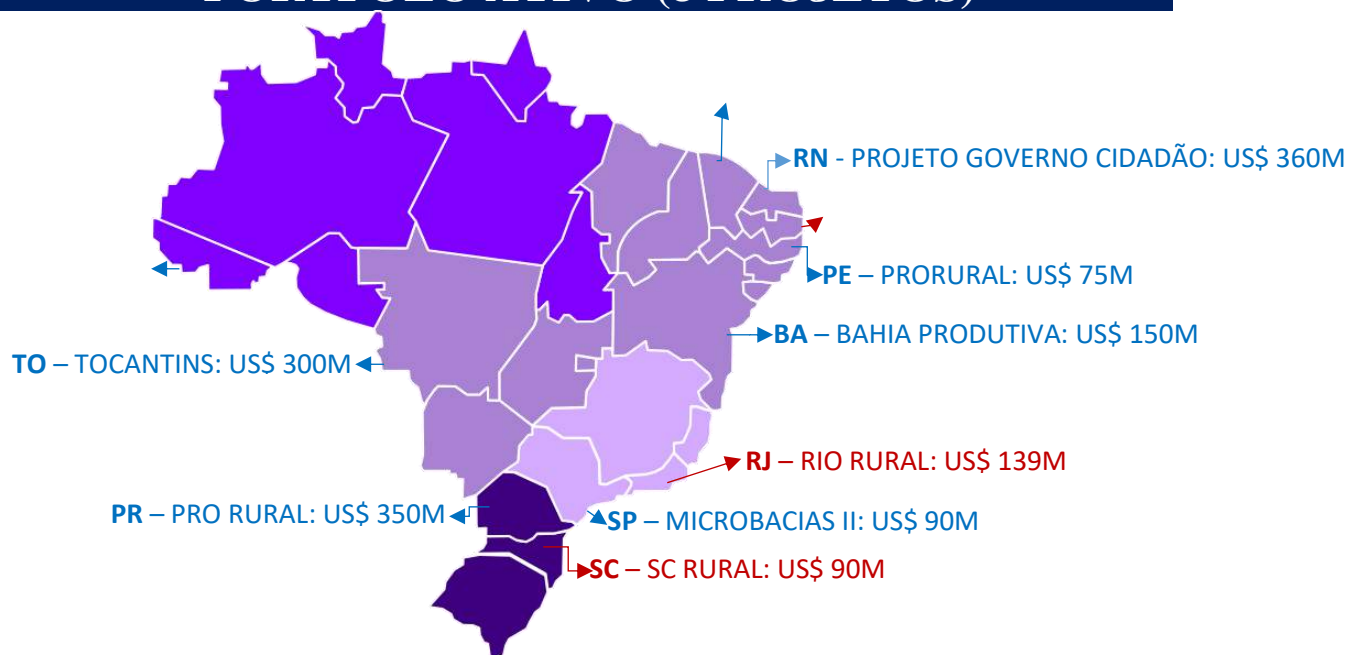 RN - PROJETO GOVERNO CIDADÃO: US$ 360M
PE – PRORURAL: US$ 75M
BA – BAHIA PRODUTIVA: US$ 150M
TO – TOCANTINS: US$ 300M
RJ – RIO RURAL: US$ 139M
PR – PRO RURAL: US$ 350M
SP – MICROBACIAS II: US$ 90M
SC – SC RURAL: US$ 90M